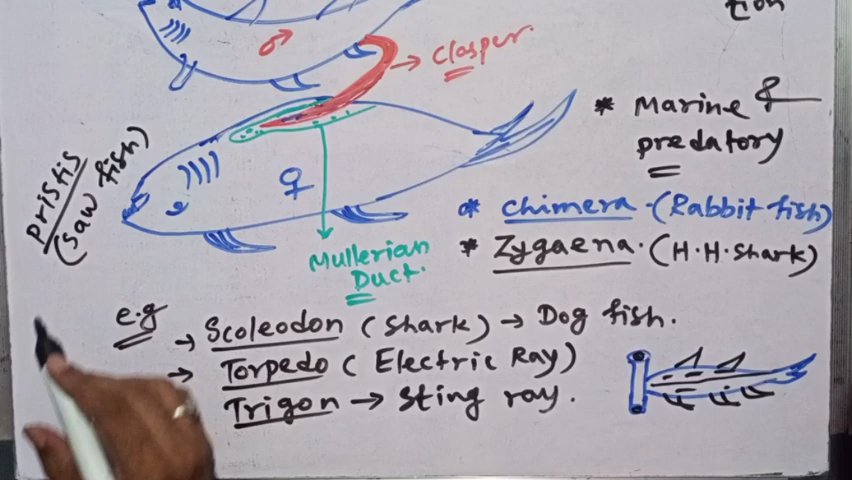 tion
♂
→ Clasper.
* Marine &
predatory
pristis
(Saw fish)
♀
* Chimera. (Rabbit fish)
* Zygaena. (H.H. Shark)
Mullerian
Duct.
e.g
→ Scoleodon (Shark) → Dog fish.
→ Torpedo (Electric Ray)
Trigon → Sting ray.